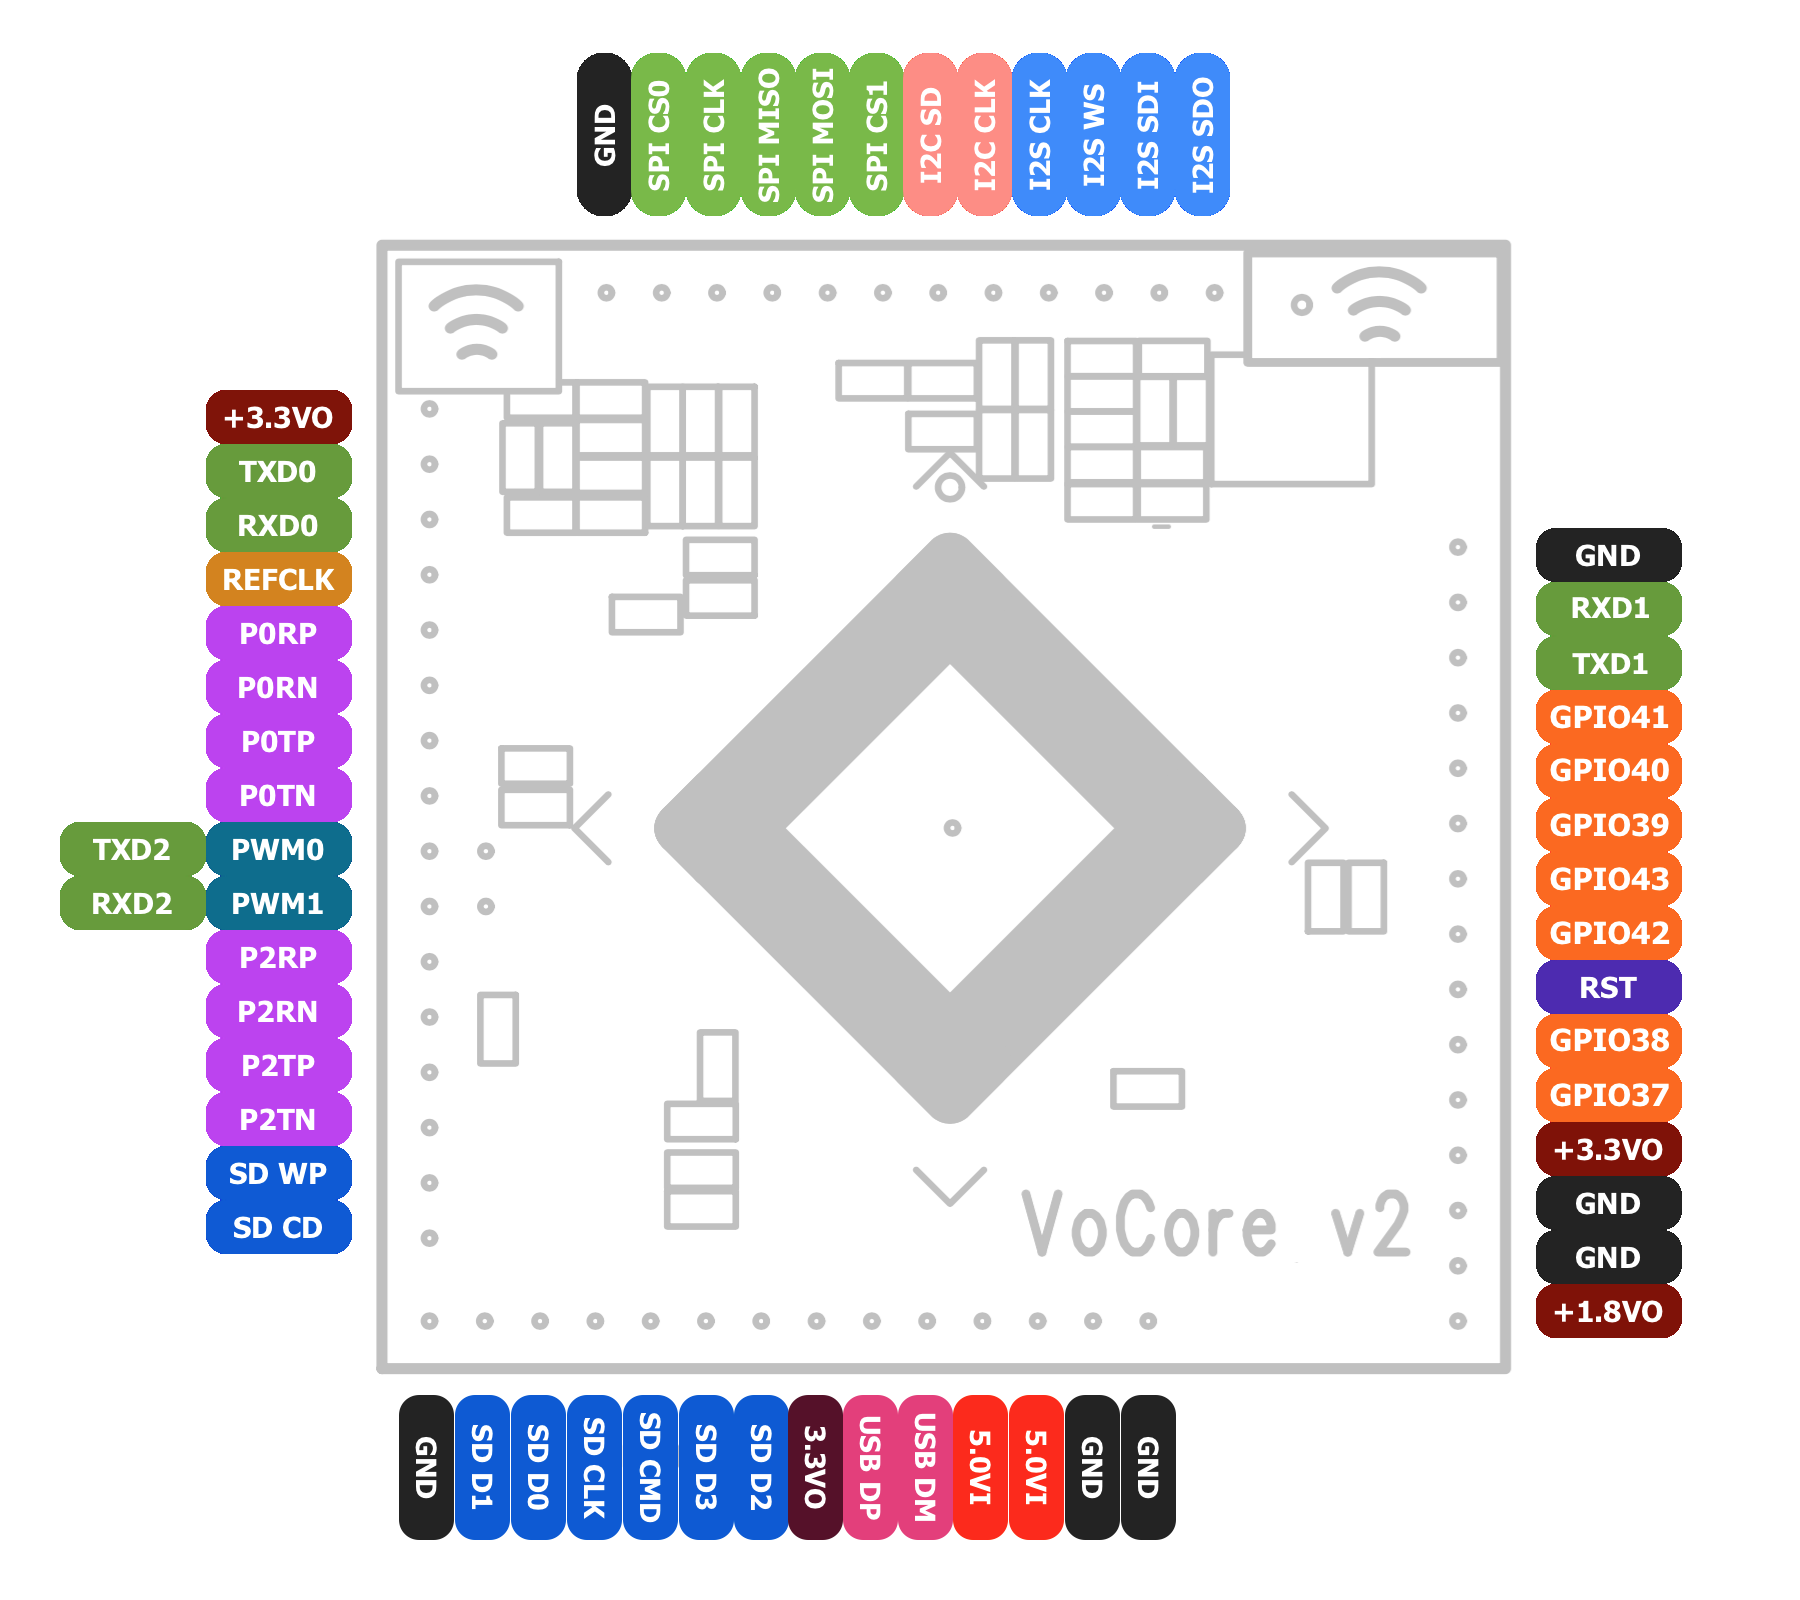 GND
SPI CS0
SPI CLK
SPI MISO
SPI MOSI
SPI CS1
I2C SD
I2C CLK
I2S CLK
I2S WS
I2S SDI
I2S SDO
+3.3VO
TXD0
RXD0
REFCLK
P0RP
P0RN
P0TP
P0TN
TXD2 PWM0
RXD2 PWM1
P2RP
P2RN
P2TP
P2TN
SD WP
SD CD
GND
RXD1
TXD1
GPIO41
GPIO40
GPIO39
GPIO43
GPIO42
RST
GPIO38
GPIO37
+3.3VO
GND
GND
+1.8VO
VoCore v2
GND
SD D1
SD D0
SD CLK
SD CMD
SD D3
SD D2
3.3VO
USB DP
USB DM
5.0VI
5.0VI
GND
GND